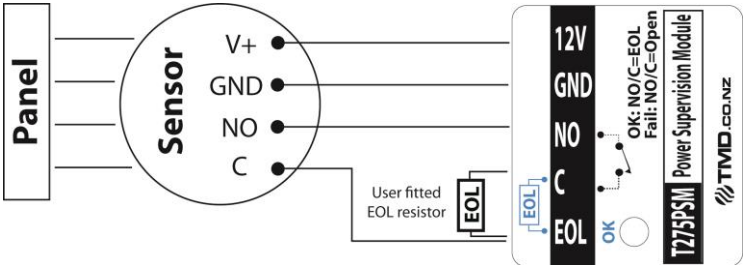 Panel
Sensor
V+
GND
NO
C
User fitted
EOL resistor
EOL
12V
GND
NO
C
EOL
EOL
OK
OK: NO/C=EOL
Fail: NO/C=Open
T275PSM
Power Supervision Module
TMD.CO.NZ